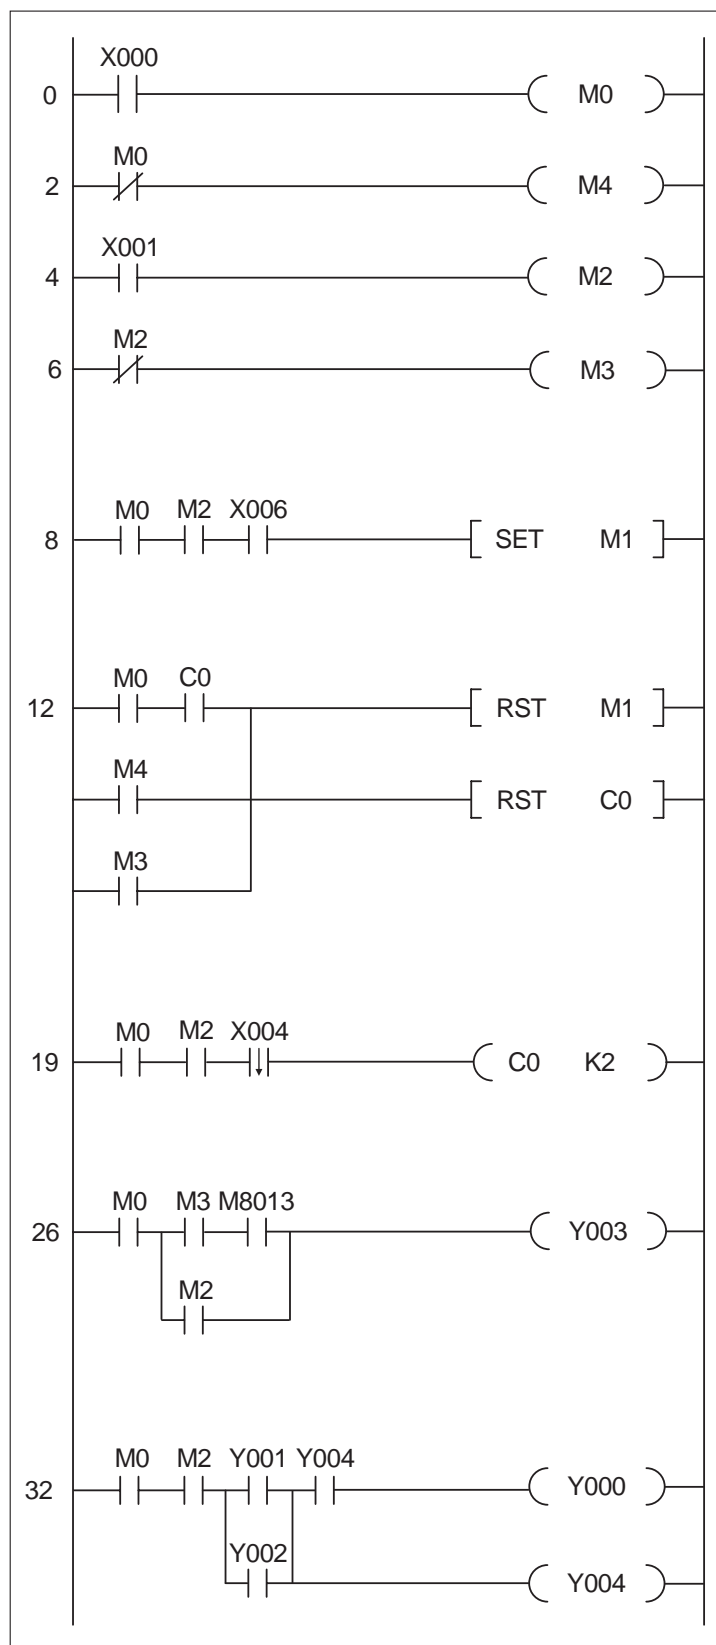 X000
0 M0
M0
2 M4
X001
4 M2
M2
6 M3
M0 M2 X006
8 SET M1
M0 C0
12 RST M1
M4
RST C0
M3
M0 M2 X004
19 C0 K2
M0 M3 M8013
26 Y003
M2
M0 M2 Y001 Y004
32 Y000
Y002
Y004